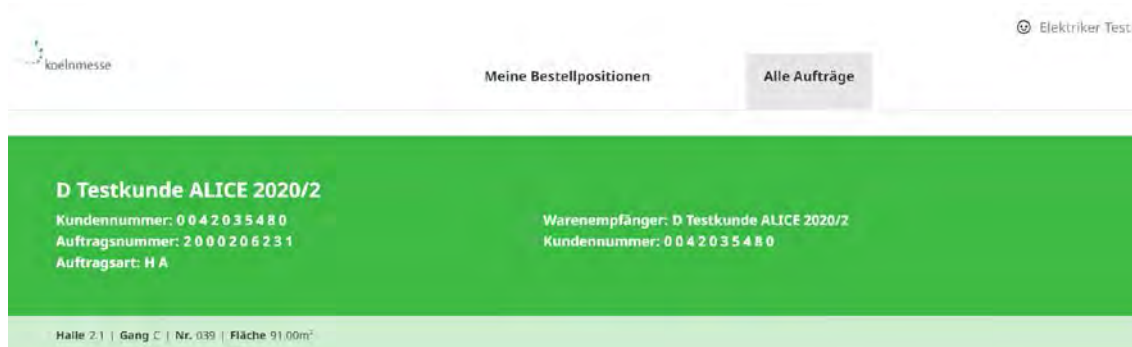 Elektriker Test
koelnmesse
Meine Bestellpositionen Alle Aufträge
D Testkunde ALICE 2020/2
Kundennummer: 0 0 4 2 0 3 5 4 8 0 Warenempfänger: D Testkunde ALICE 2020/2
Auftragsnummer: 2 0 0 0 2 0 6 2 3 1 Kundennummer: 0 0 4 2 0 3 5 4 8 0
Auftragsart: H A
Halle 2.1 | Gang C | Nr. 039 | Fläche 91.00m²